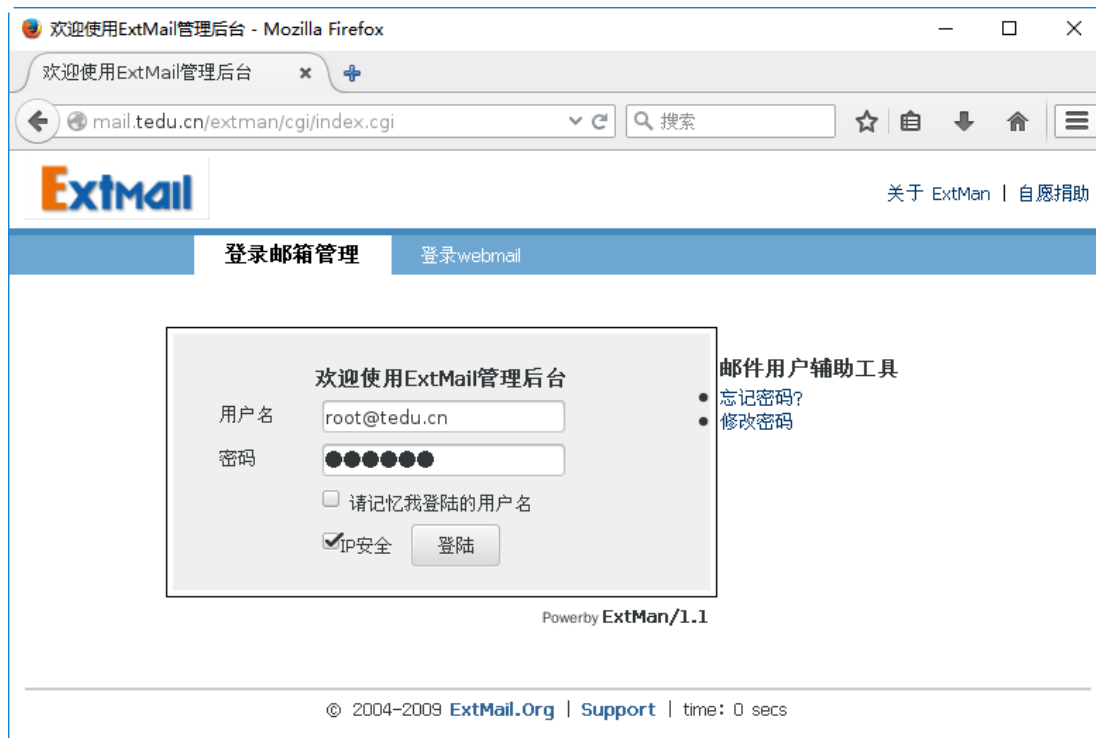 欢迎使用ExtMail管理后台 - Mozilla Firefox
欢迎使用ExtMail管理后台
mail.tedu.cn/extman/cgi/index.cgi 搜索
Extmail
关于 ExtMan | 自愿捐助
登录邮箱管理 登录webmail
欢迎使用ExtMail管理后台
用户名 root@tedu.cn
密码 ●●●●●●
请记忆我登陆的用户名
IP安全 登陆
邮件用户辅助工具
忘记密码?
修改密码
Powerby ExtMan/1.1
© 2004-2009 ExtMail.Org | Support | time: 0 secs